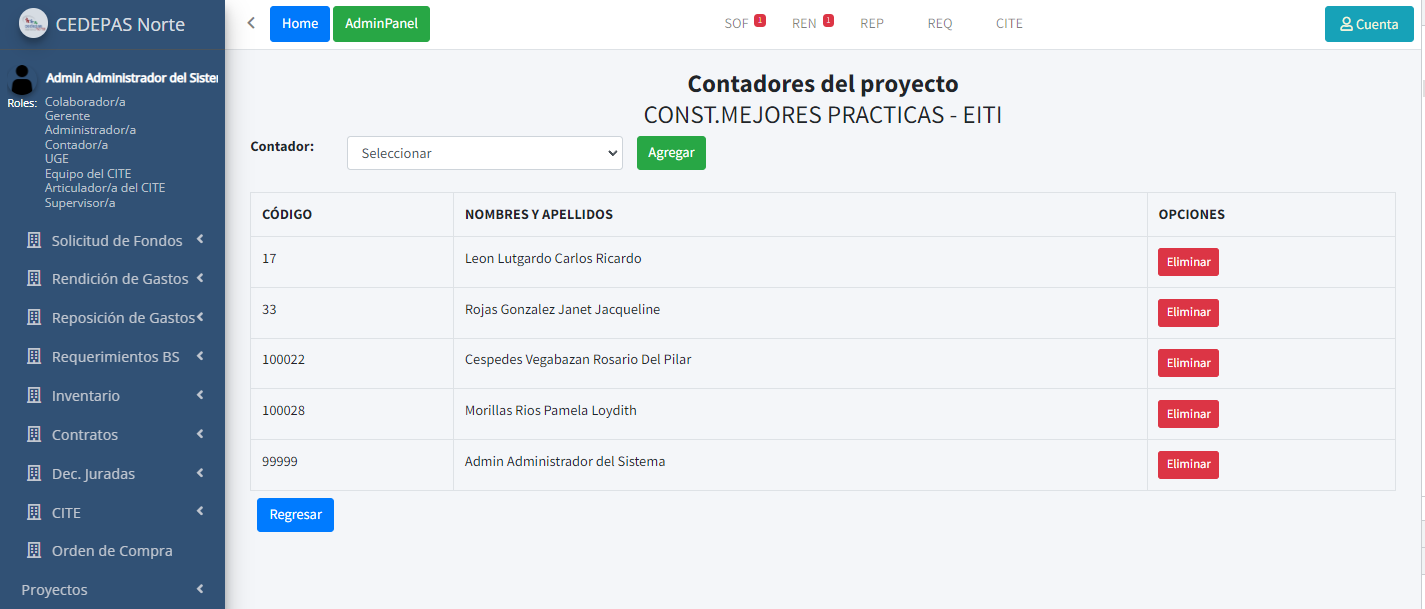 CEDEPAS Norte
Home
AdminPanel
SOF 1
REN 1
REP
REQ
CITE
Cuenta
Admin Administrador del Sister
Roles:
Colaborador/a
Gerente
Administrador/a
Contador/a
UGE
Equipo del CITE
Articulador/a del CITE
Supervisor/a
Solicitud de Fondos
Rendición de Gastos
Reposición de Gastos
Requerimientos BS
Inventario
Contratos
Dec. Juradas
CITE
Orden de Compra
Proyectos
Contadores del proyecto
CONST.MEJORES PRACTICAS - EITI
Contador: Seleccionar Agregar
CÓDIGO NOMBRES Y APELLIDOS OPCIONES
17 Leon Lutgardo Carlos Ricardo Eliminar
33 Rojas Gonzalez Janet Jacqueline Eliminar
100022 Cespedes Vegabazan Rosario Del Pilar Eliminar
100028 Morillas Rios Pamela Loydith Eliminar
99999 Admin Administrador del Sistema Eliminar
Regresar